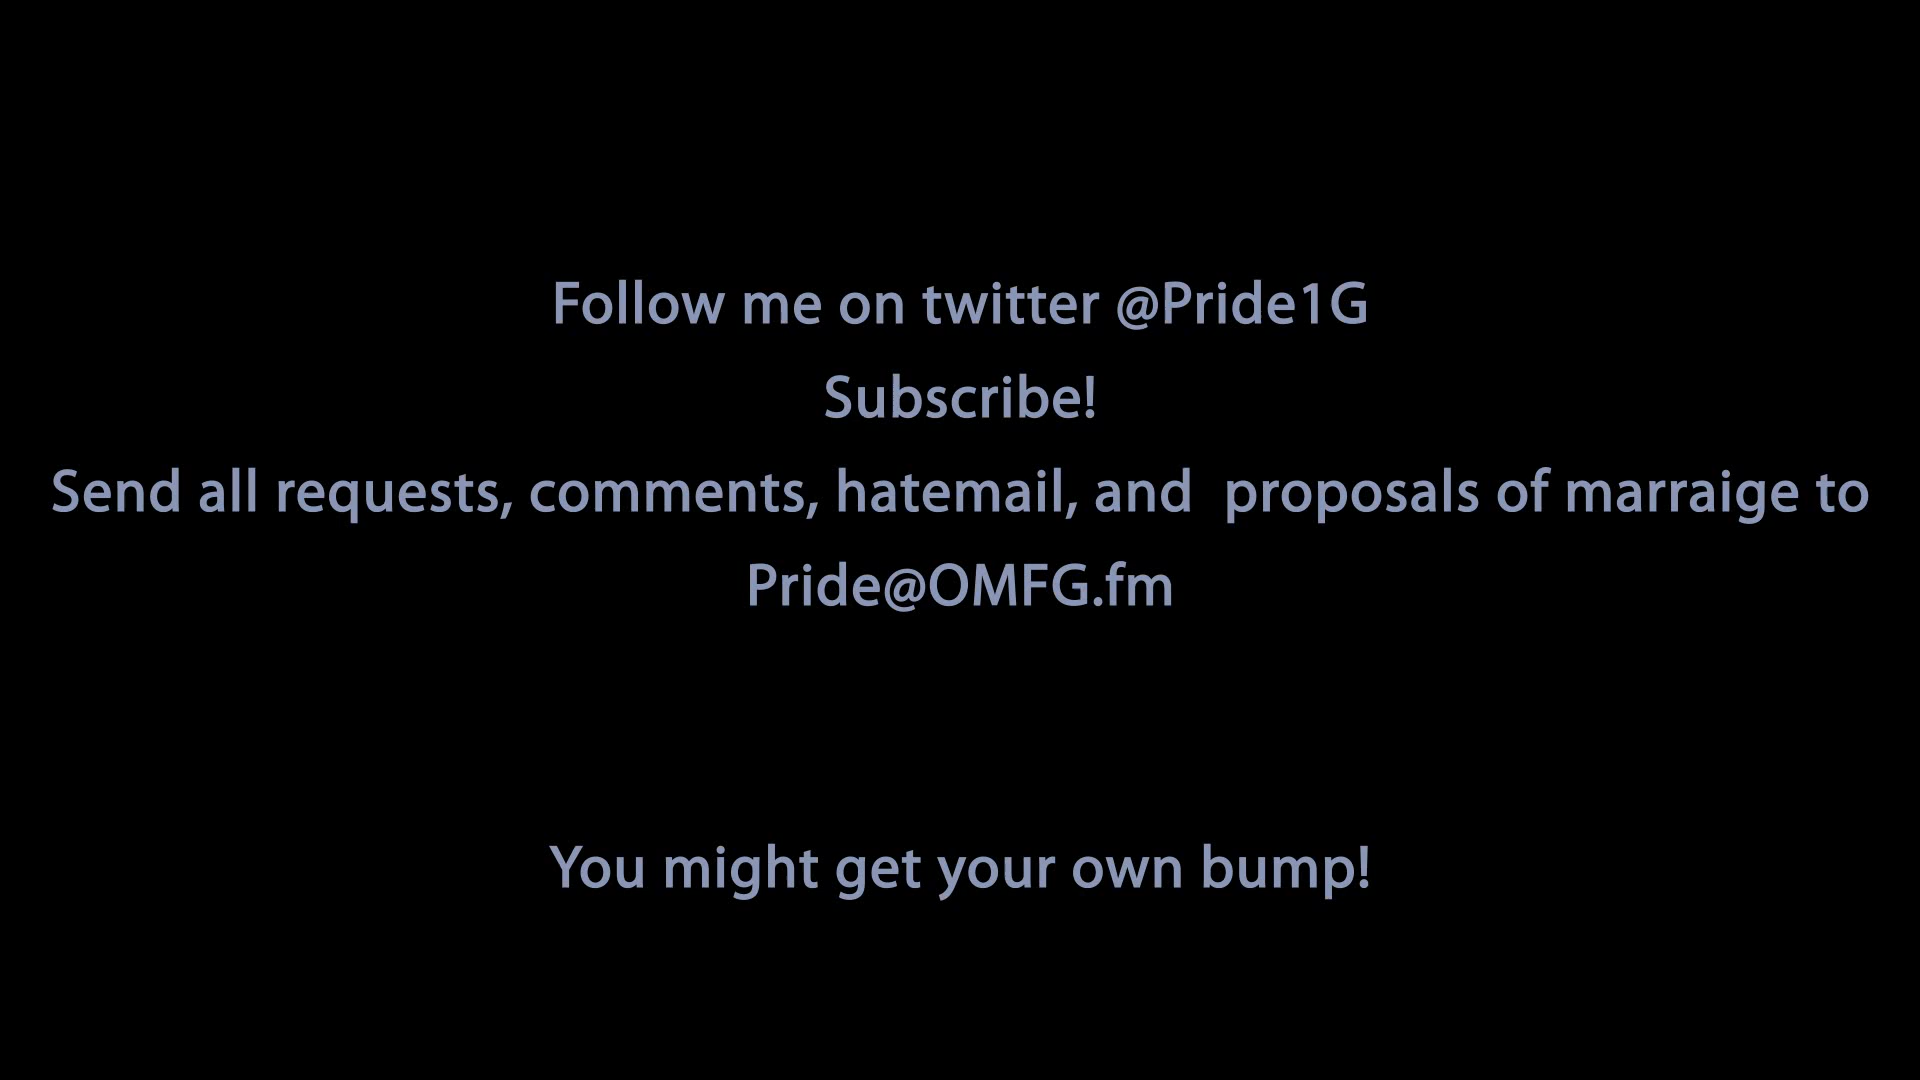 Follow me on twitter @Pride1G
Subscribe!
Send all requests, comments, hatemail, and  proposals of marraige to
Pride@OMFG.fm
You might get your own bump!